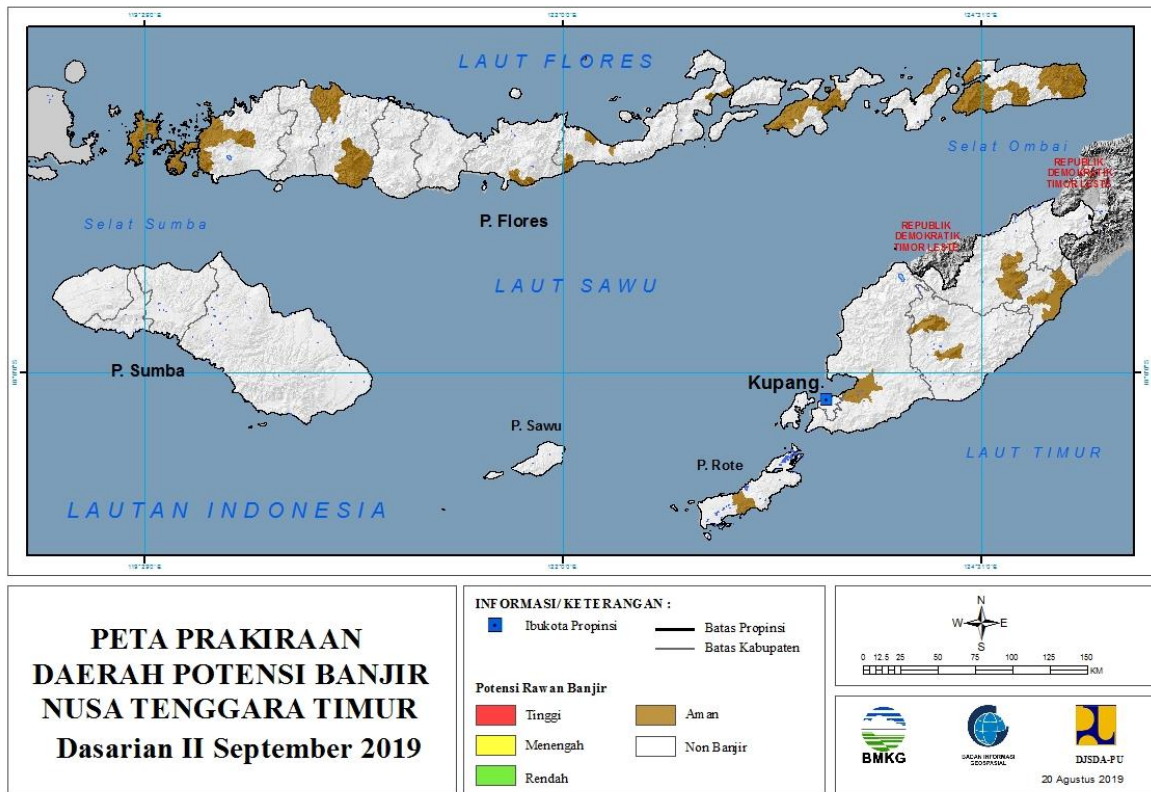 LAUT FLORES
Selat Ombai
REPUBLIK
DEMOKRATIK
TIMOR LESTE
Selat Sumba
P. Flores
REPUBLIK
DEMOKRATIK
TIMOR LESTE
LAUT SAWU
P. Sumba
Kupang.
P. Sawu
LAUT TIMUR
P. Rote
LAUTAN INDONESIA
PETA PRAKIRAAN
DAERAH POTENSI BANJIR
NUSA TENGGARA TIMUR
Dasarian II September 2019
INFORMASI/ KETERANGAN :
Ibukota Propinsi
Batas Propinsi
Batas Kabupaten
Potensi Rawan Banjir
Tinggi
Aman
Menengah
Non Banjir
Rendah
N
W E
S
0 12.5 25 50 75 100 125 150
KM
BMKG
BADAN INFORMASI
GEOSPASIAL
DJSDA-PU
20 Agustus 2019